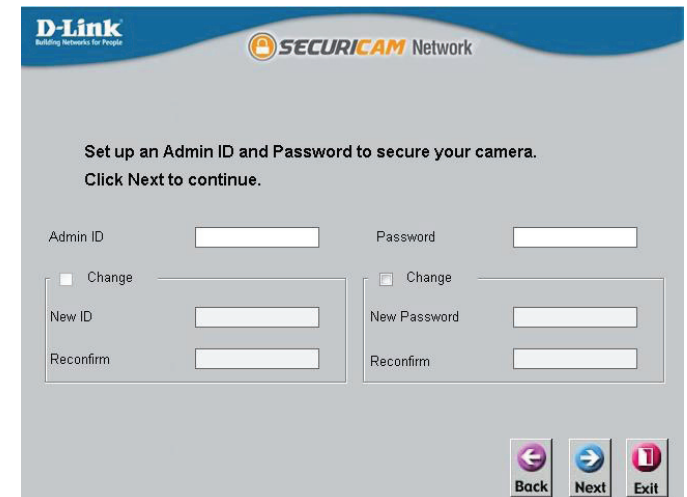 D-Link
Building Networks for People
SECURICAM Network
Set up an Admin ID and Password to secure your camera.
Click Next to continue.
Admin ID
Password
Change
Change
New ID
New Password
Reconfirm
Reconfirm
Back
Next
Exit